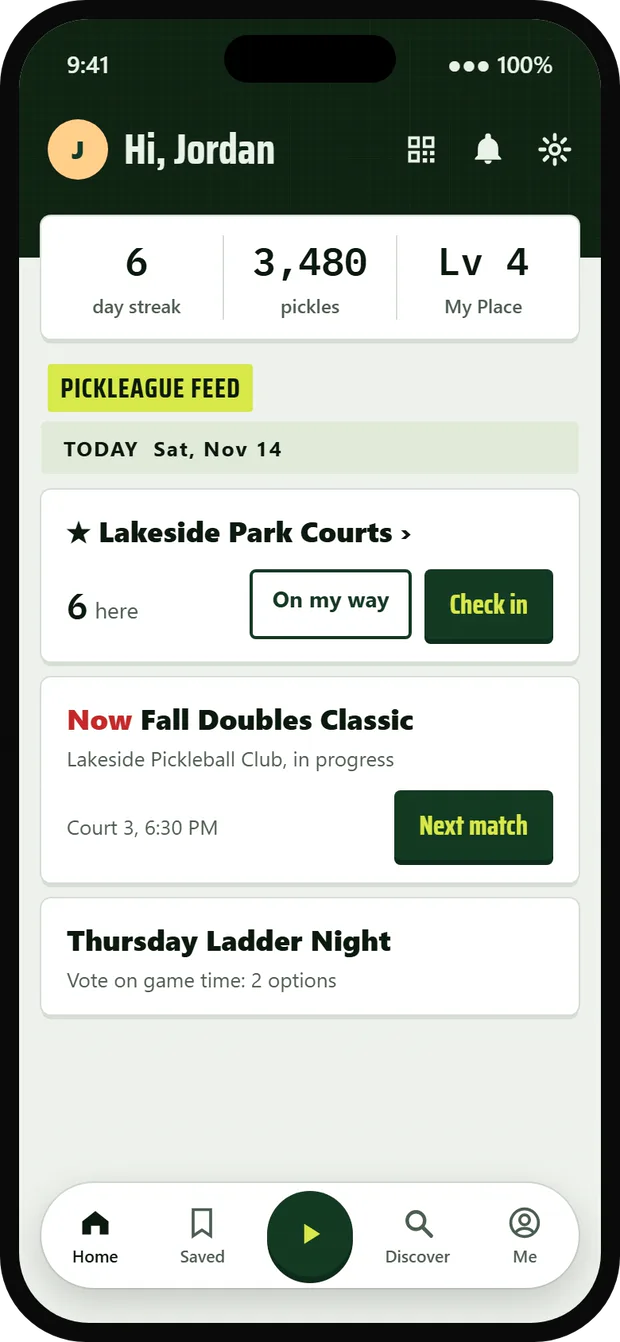 9:41
100%
J
Hi, Jordan
6
3,480
Lv 4
day streak
pickles
My Place
PICKLEAGUE FEED
TODAY Sat, Nov 14
★ Lakeside Park Courts ›
6 here
On my way
Check in
Now Fall Doubles Classic
Lakeside Pickleball Club, in progress
Court 3, 6:30 PM
Next match
Thursday Ladder Night
Vote on game time: 2 options
Home
Saved
Discover
Me